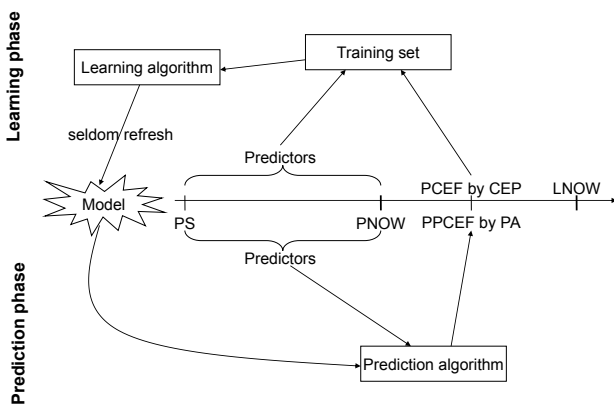 Learning phase
Training set
Learning algorithm
seldom refresh
Predictors
PCEF by CEP
LNOW
Model
PS
PNOW
PPCEF by PA
Predictors
Prediction phase
Prediction algorithm